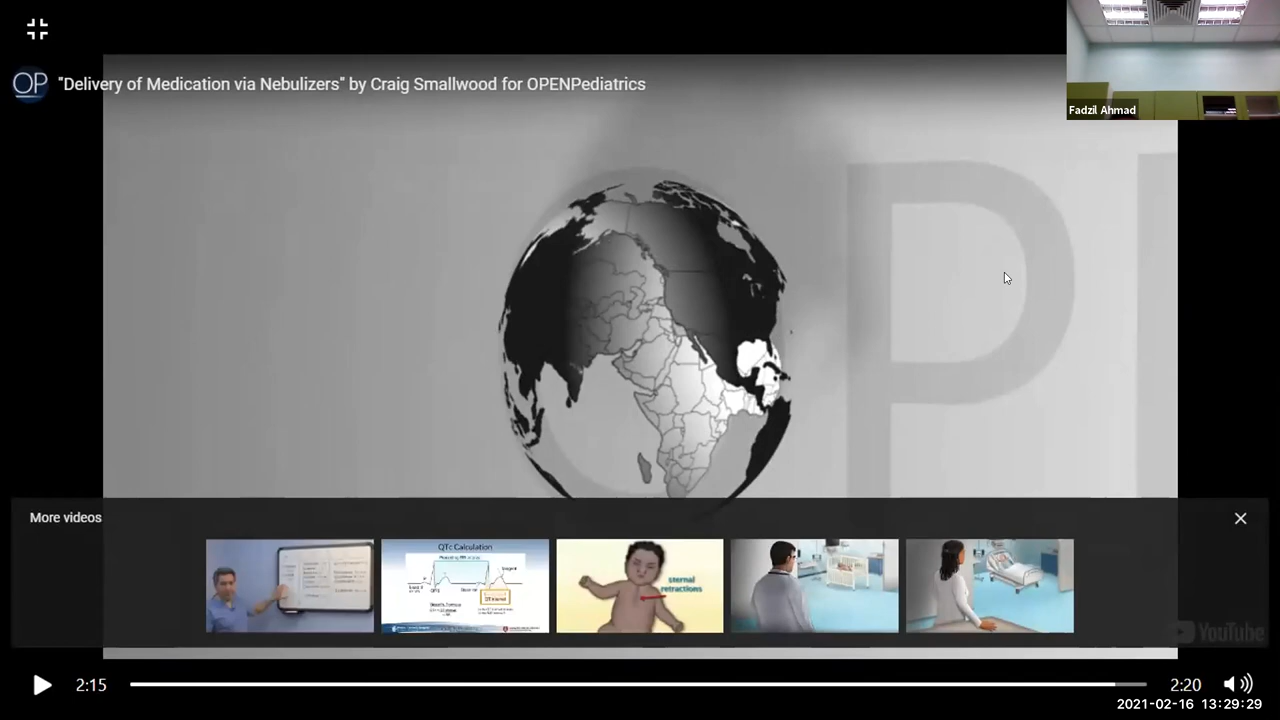 OP "Delivery of Medication via Nebulizers" by Craig Smallwood for OPENPediatrics
Fadzil Ahmad
P
More videos
QTc Calculation
sternal
retractions
YouTube
2:15
2:20
2021-02-16 13:29:29